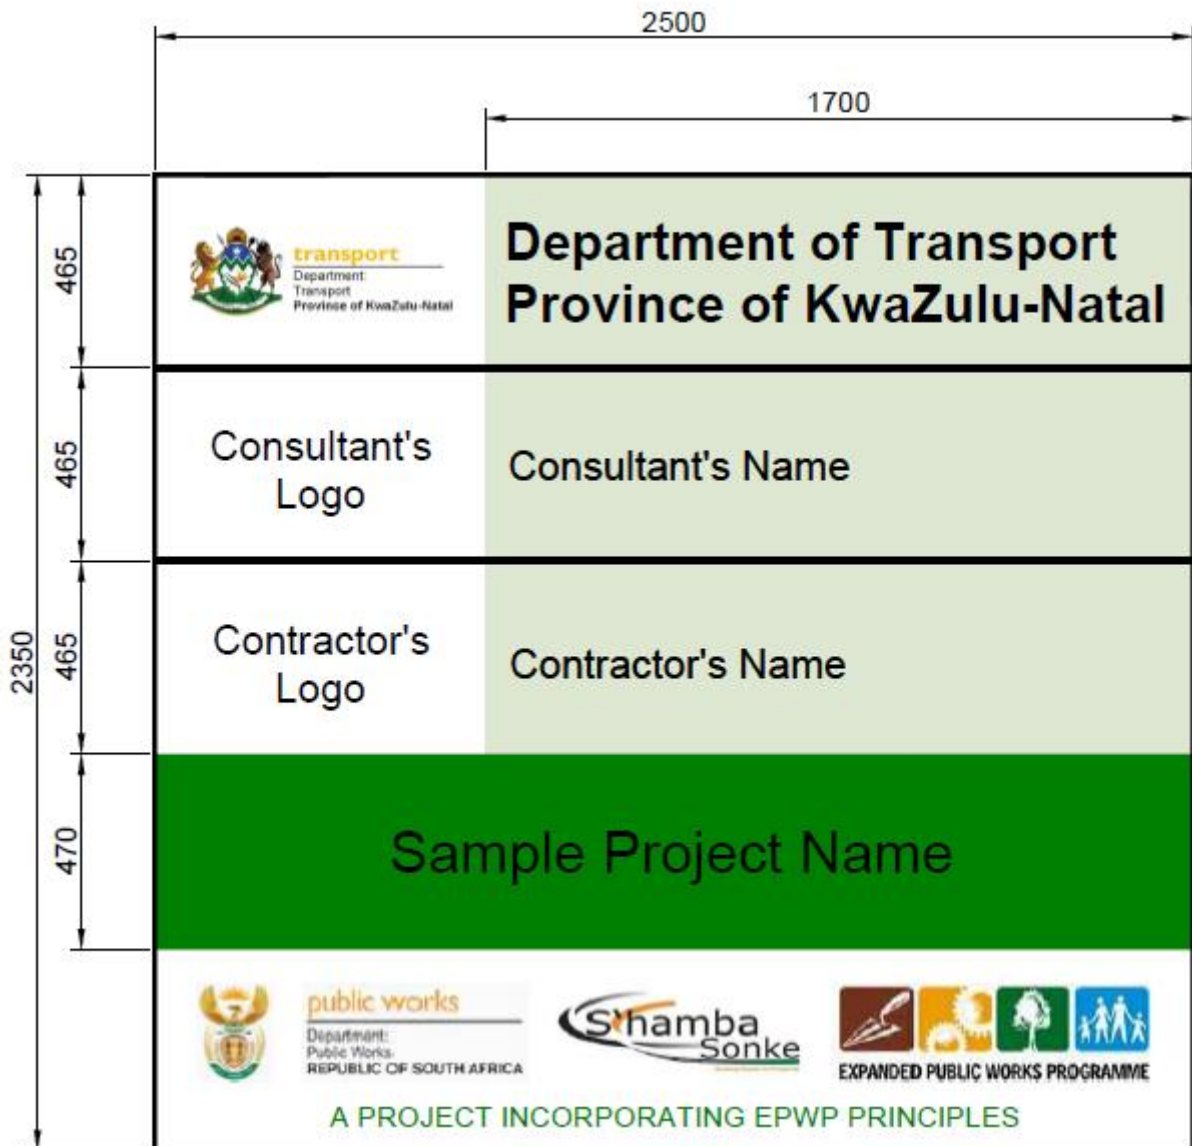 2500
1700
465
transport
Department
Transport
Province of KwaZulu-Natal
Department of Transport
Province of KwaZulu-Natal
465
Consultant's
Logo
Consultant's Name
2350
465
Contractor's
Logo
Contractor's Name
470
Sample Project Name
public works
Department:
Public Works
REPUBLIC OF SOUTH AFRICA
S'hamba
Sonke
EXPANDED PUBLIC WORKS PROGRAMME
A PROJECT INCORPORATING EPWP PRINCIPLES